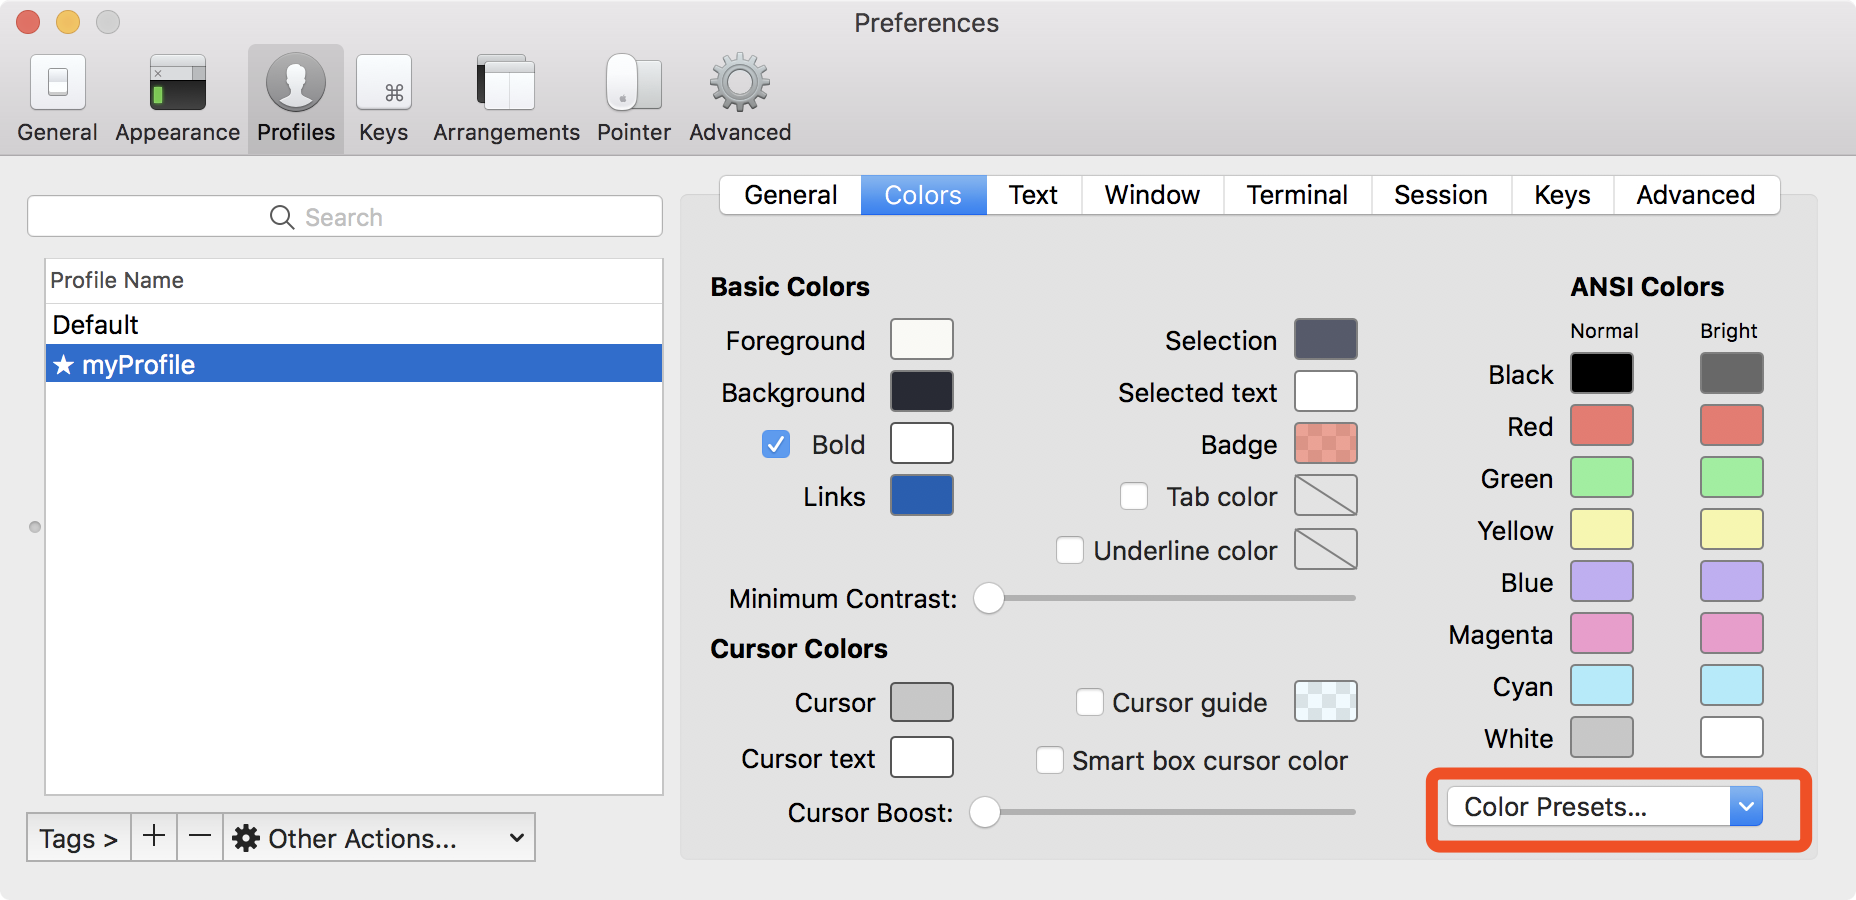 Preferences
General Appearance Profiles Keys Arrangements Pointer Advanced
Search
Profile Name
Default
★ myProfile
Tags > + − Other Actions...
General Colors Text Window Terminal Session Keys Advanced
Basic Colors
Foreground
Background
Bold
Links
Selection
Selected text
Badge
Tab color
Underline color
Minimum Contrast:
Cursor Colors
Cursor
Cursor text
Cursor guide
Smart box cursor color
Cursor Boost:
ANSI Colors
Normal Bright
Black
Red
Green
Yellow
Blue
Magenta
Cyan
White
Color Presets...